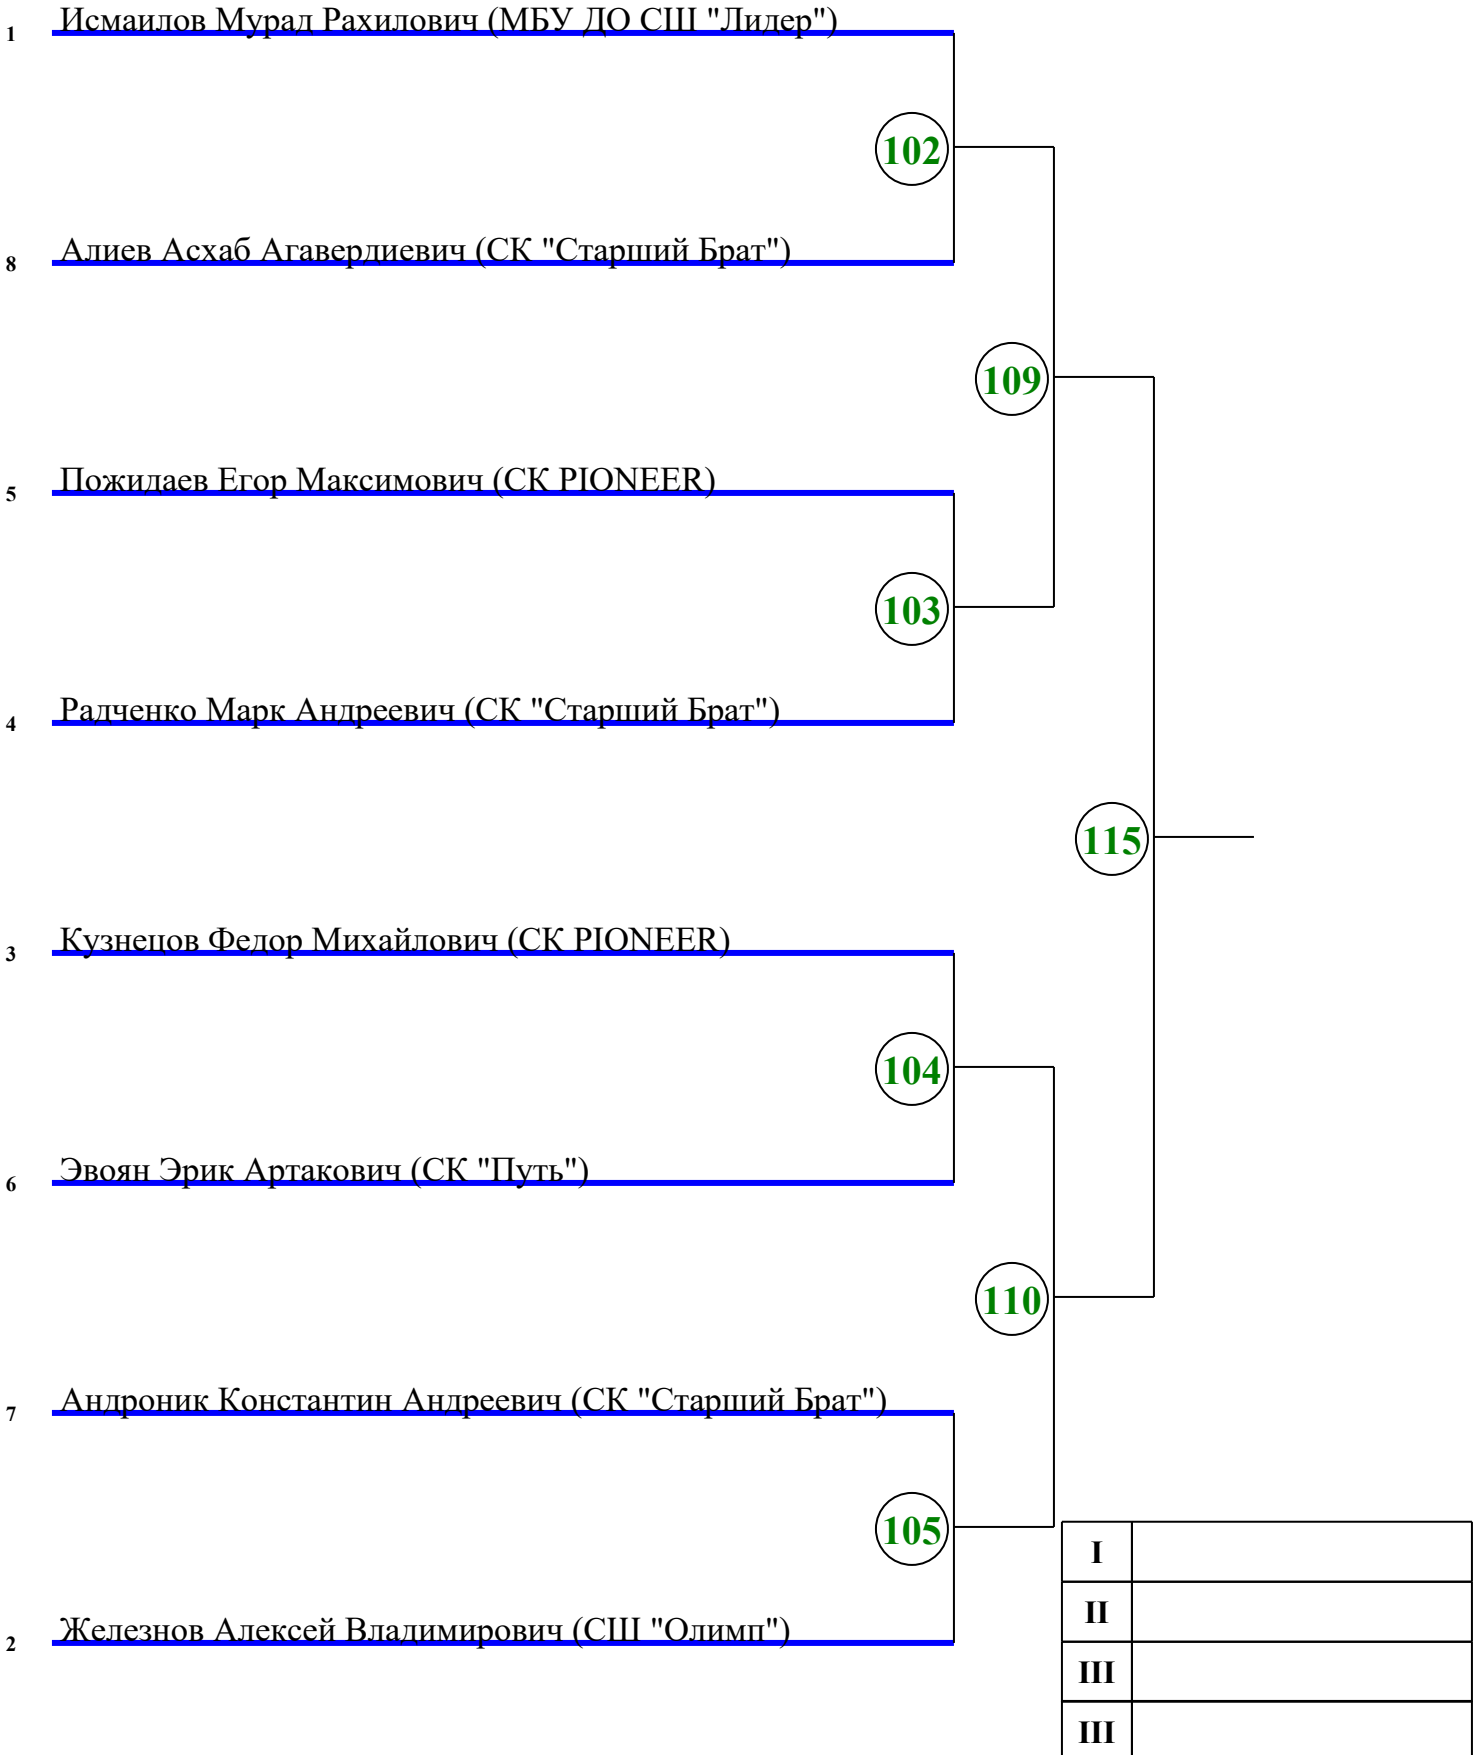 1 Исмаилов Мурад Рахилович (МБУ ДО СШ "Лидер")
102
8 Алиев Асхаб Агавердиевич (СК "Старший Брат")
109
5 Пожидаев Егор Максимович (СК PIONEER)
103
4 Радченко Марк Андреевич (СК "Старший Брат")
115
3 Кузнецов Федор Михайлович (СК PIONEER)
104
6 Эвоян Эрик Артакович (СК "Путь")
110
7 Андроник Константин Андреевич (СК "Старший Брат")
105
I
II
2 Железнов Алексей Владимирович (СШ "Олимп")
III
III